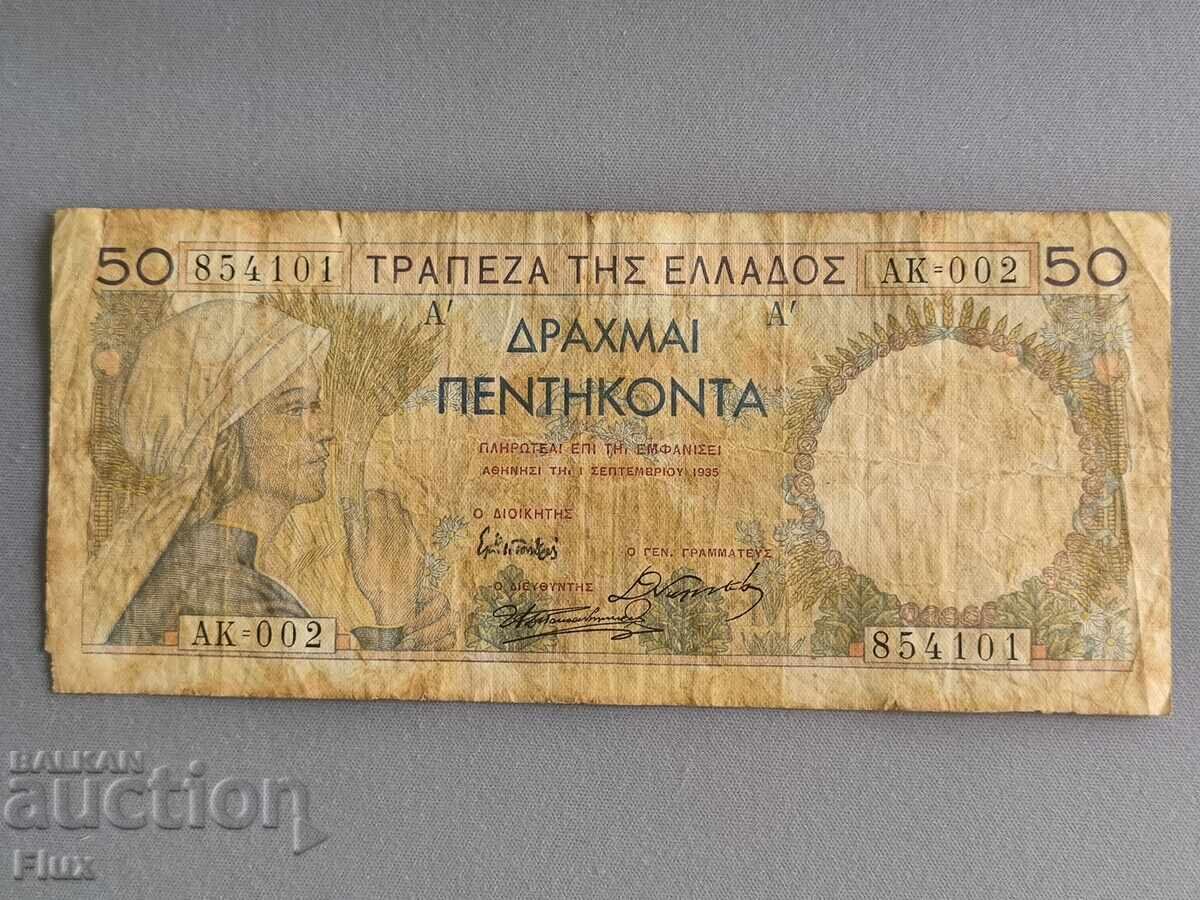 50 854101 ΤΡΑΠΕΖΑ ΤΗΣ ΕΛΛΑΔΟΣ ΑΚ=002 50
Α' Α'
ΔΡΑΧΜΑΙ
ΠΕΝΤΗΚΟΝΤΑ
ΠΛΗΡΩΤΕΑΙ ΕΠΙ ΤΗ ΕΜΦΑΝΙΣΕΙ
ΑΘΗΝΗΣΙ ΤΗ 1 ΣΕΠΤΕΜΒΡΙΟΥ 1935
Ο ΔΙΟΙΚΗΤΗΣ
Ο ΓΕΝ. ΓΡΑΜΜΑΤΕΥΣ
Ο ΔΙΕΥΘΥΝΤΗΣ
ΑΚ=002 854101
BALKAN
auction
Flux